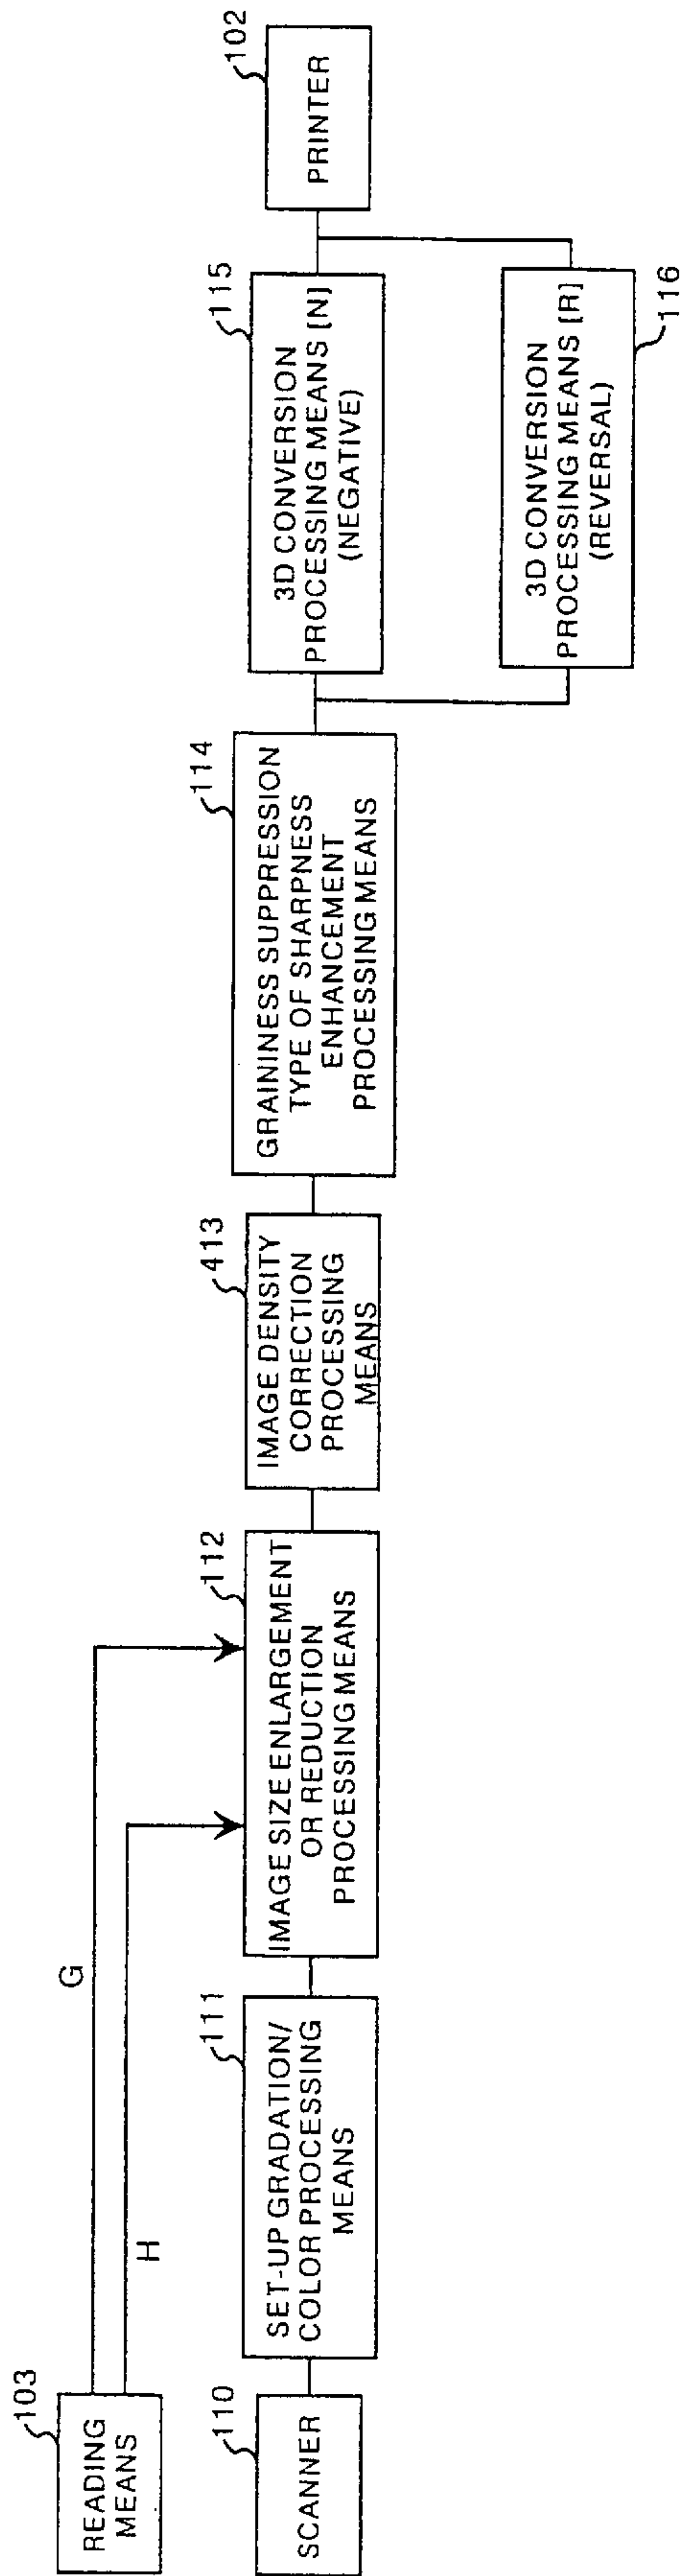 103
READING
MEANS
G
H
110
SCANNER
111
SET-UP GRADATION/
COLOR PROCESSING
MEANS
112
IMAGE SIZE ENLARGEMENT
OR REDUCTION
PROCESSING MEANS
413
IMAGE DENSITY
CORRECTION
PROCESSING
MEANS
114
GRAININESS SUPPRESSION
TYPE OF SHARPNESS
ENHANCEMENT
PROCESSING MEANS
115
3D CONVERSION
PROCESSING MEANS [N]
(NEGATIVE)
3D CONVERSION
PROCESSING MEANS [R]
(REVERSAL)
116
102
PRINTER